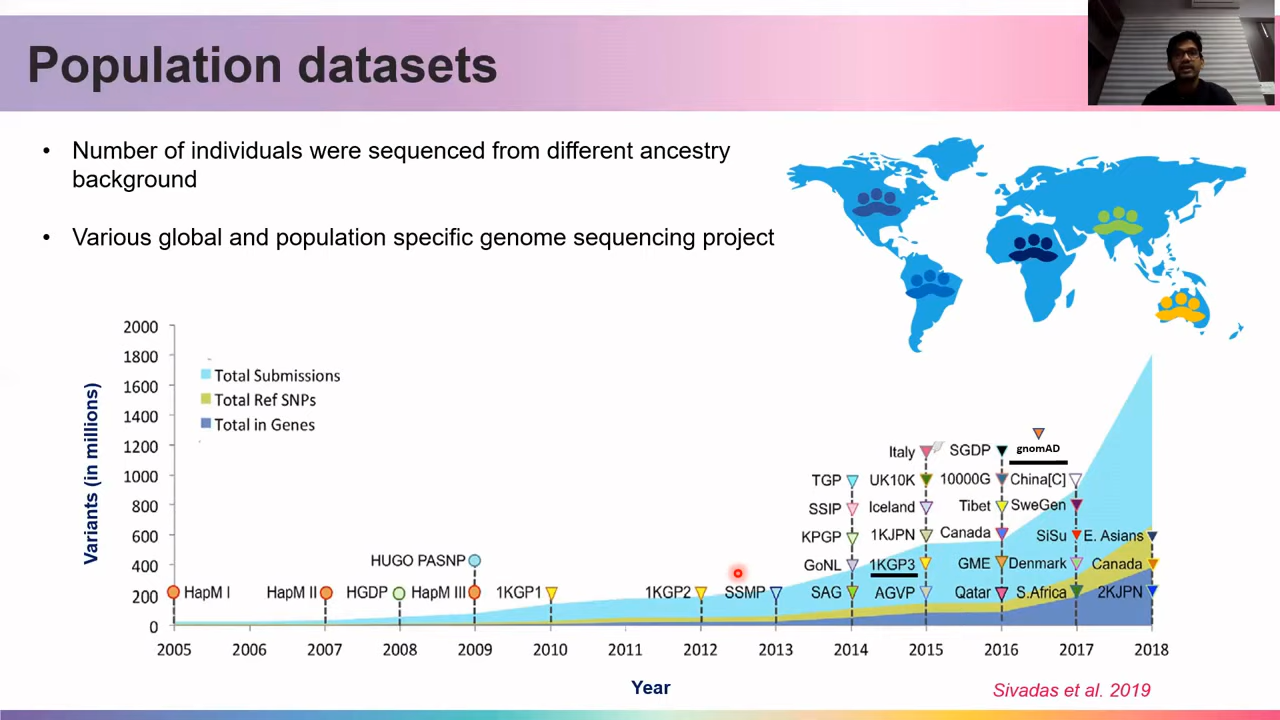 Population datasets
• Number of individuals were sequenced from different ancestry
background
• Various global and population specific genome sequencing project
Variants (in millions)
2000
1800
1600
1400
1200
1000
800
600
400
200
0
Total Submissions
Total Ref SNPs
Total in Genes
gnomAD
Italy SGDP
TGP UK10K 10000G China[C]
SSIP Iceland Tibet SweGen
KPGP 1KJPN Canada SiSu E. Asians
HUGO PASNP GoNL 1KGP3 GME Denmark Canada
HapM I HapM II HGDP HapM III 1KGP1 1KGP2 SSMP SAG AGVP Qatar S.Africa 2KJPN
2005 2006 2007 2008 2009 2010 2011 2012 2013 2014 2015 2016 2017 2018
Year
Sivadas et al. 2019